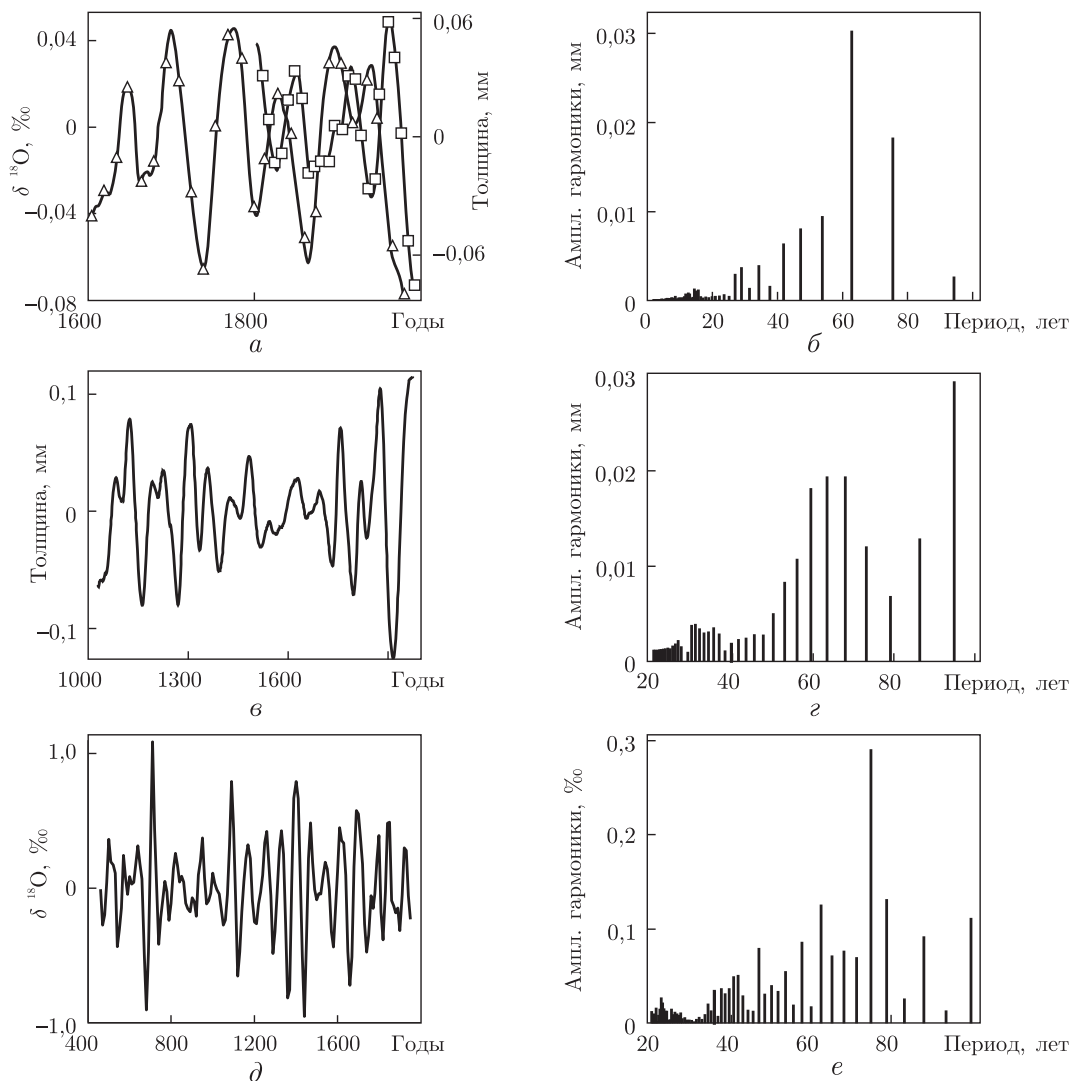 0,04
0
−0,04
−0,08
δ ¹⁸O, ‰
0,06
0
−0,06
Толщина, мм
1600
1800
Годы
а
0,03
0,02
0,01
0
Ампл. гармоники, мм
0
20
40
60
80
Период, лет
б
0,1
0
−0,1
Толщина, мм
1000
1300
1600
Годы
в
0,03
0,02
0,01
0
Ампл. гармоники, мм
20
40
60
80
Период, лет
г
1,0
0
−1,0
δ ¹⁸O, ‰
400
800
1200
1600
Годы
д
0,3
0,2
0,1
0
Ампл. гармоники, ‰
20
40
60
80
Период, лет
е